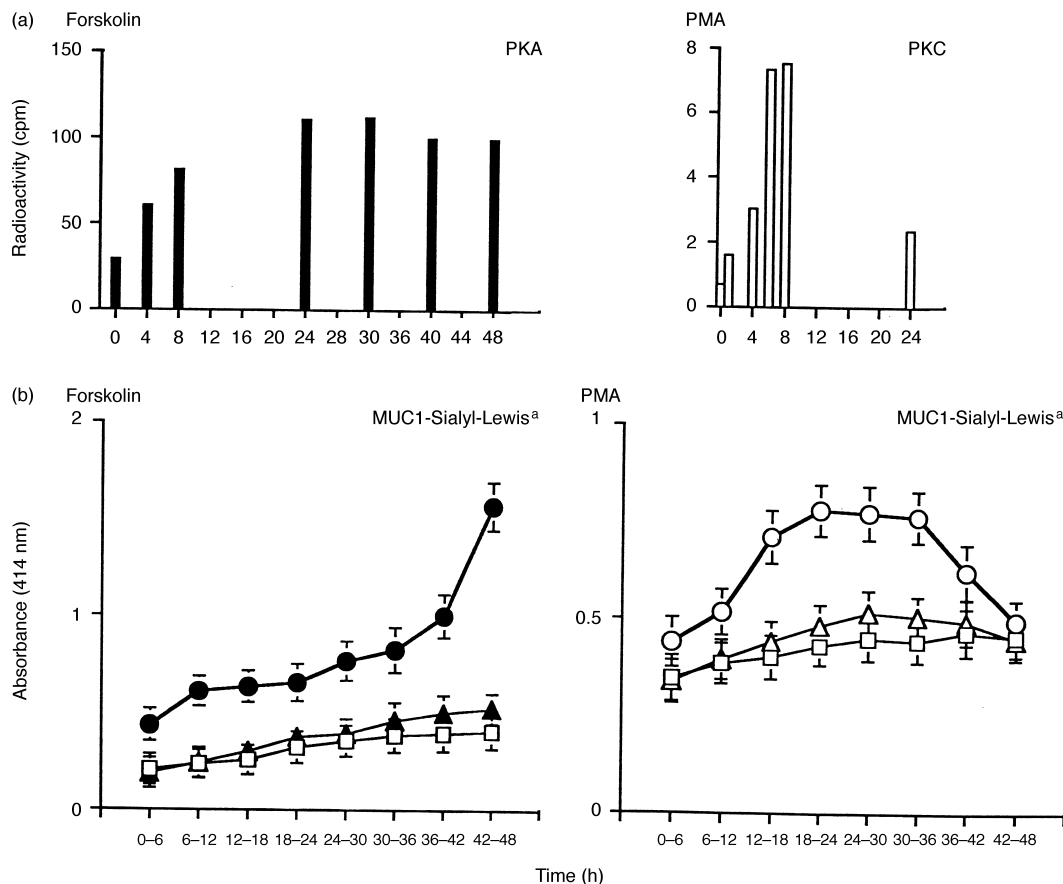 (a) Forskolin
PKA
150
100
50
0
Radioactivity (cpm)
0 4 8 12 16 20 24 28 30 36 40 44 48
PMA
PKC
8
6
4
2
0
0 4 8 12 16 20 24
(b) Forskolin
MUC1-Sialyl-Lewisᵃ
2
1
0
Absorbance (414 nm)
0–6 6–12 12–18 18–24 24–30 30–36 36–42 42–48
PMA
MUC1-Sialyl-Lewisᵃ
1
0.5
0
0–6 6–12 12–18 18–24 24–30 30–36 36–42 42–48
Time (h)